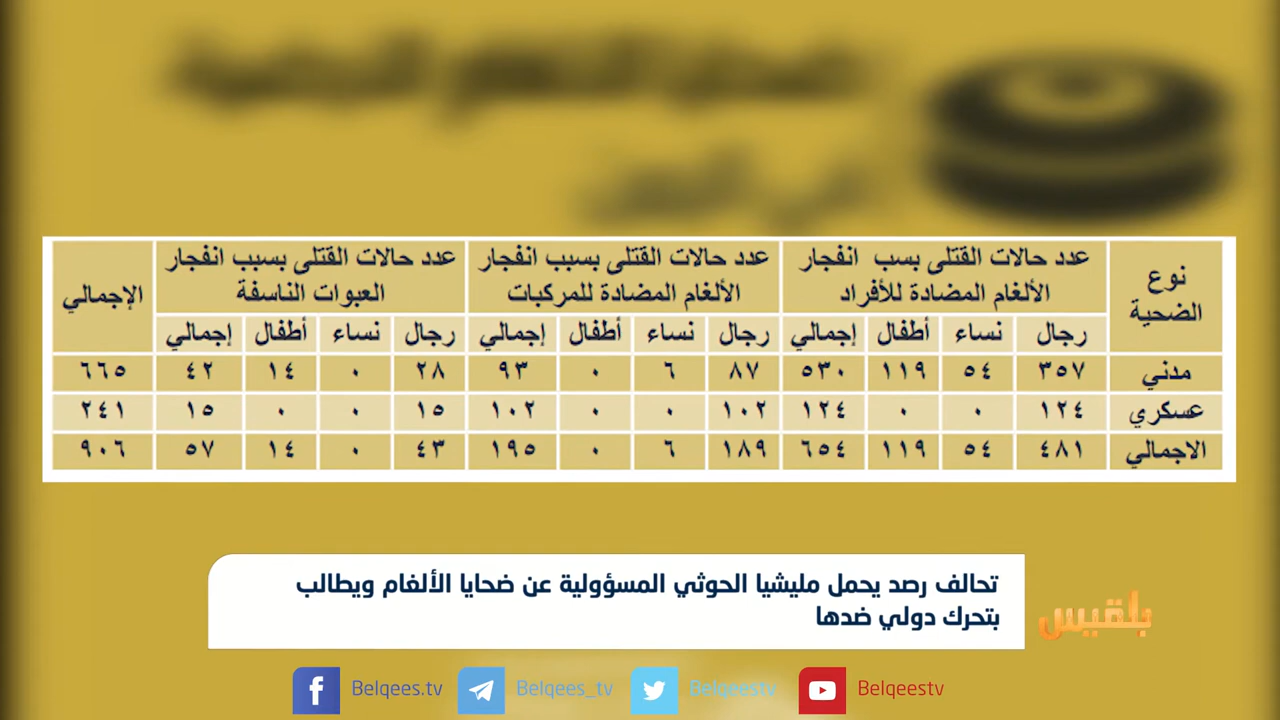 نوع الضحية
عدد حالات القتلى بسب انفجار الألغام المضادة للأفراد
عدد حالات القتلى بسبب انفجار الألغام المضادة للمركبات
عدد حالات القتلى بسبب انفجار العبوات الناسفة
الإجمالي
رجال نساء أطفال إجمالي رجال نساء أطفال إجمالي رجال نساء أطفال إجمالي
مدني ٣٥٧ ٥٤ ١١٩ ٥٣٠ ٨٧ ٦ ٠ ٩٣ ٢٨ ٠ ١٤ ٤٢ ٦٦٥
عسكري ١٢٤ ٠ ٠ ١٢٤ ١٠٢ ٠ ٠ ١٠٢ ١٥ ٠ ٠ ١٥ ٢٤١
الاجمالي ٤٨١ ٥٤ ١١٩ ٦٥٤ ١٨٩ ٦ ٠ ١٩٥ ٤٣ ٠ ١٤ ٥٧ ٩٠٦
تحالف رصد يحمل مليشيا الحوثي المسؤولية عن ضحايا الألغام ويطالب
بتحرك دولي ضدها
بلقيس
Belqees.tv Belqees_tv Belqeestv Belqeestv